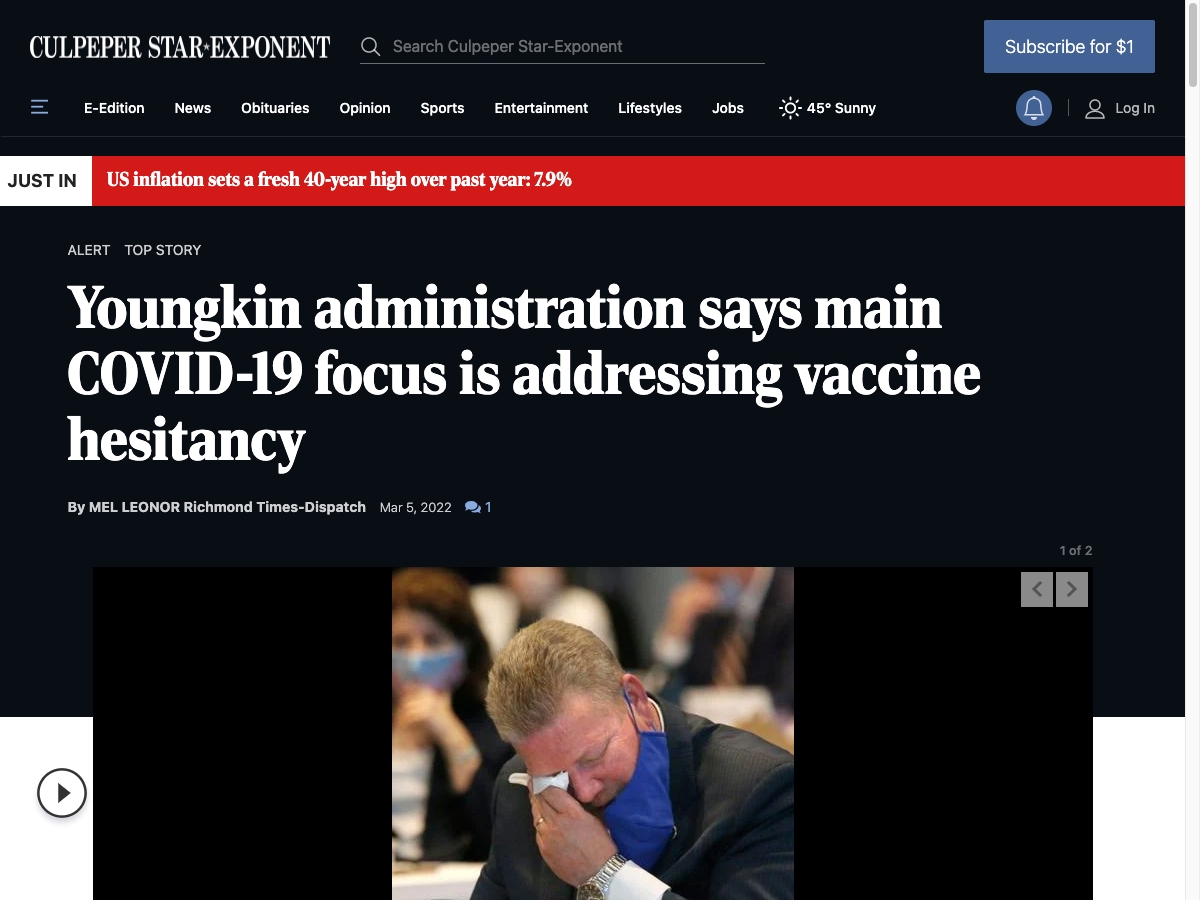 CULPEPER STAR★EXPONENT
Search Culpeper Star-Exponent
Subscribe for $1
E-Edition News Obituaries Opinion Sports Entertainment Lifestyles Jobs 45° Sunny Log In
JUST IN US inflation sets a fresh 40-year high over past year: 7.9%
ALERT TOP STORY
Youngkin administration says main
COVID-19 focus is addressing vaccine
hesitancy
By MEL LEONOR Richmond Times-Dispatch Mar 5, 2022 1
1 of 2